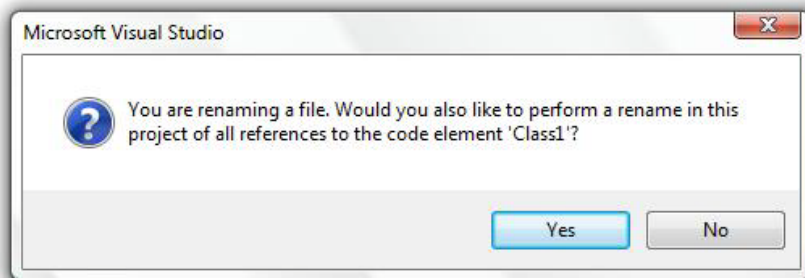 Microsoft Visual Studio
You are renaming a file. Would you also like to perform a rename in this
project of all references to the code element 'Class1'?
Yes
No